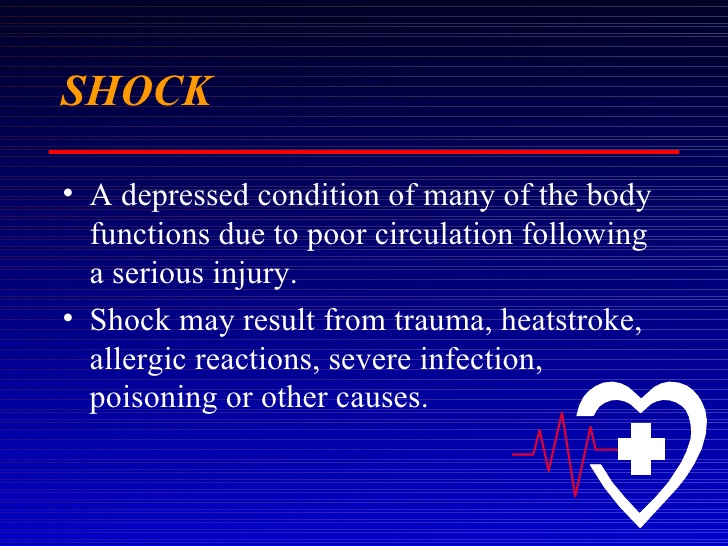 SHOCK
• A depressed condition of many of the body
functions due to poor circulation following
a serious injury.
• Shock may result from trauma, heatstroke,
allergic reactions, severe infection,
poisoning or other causes.